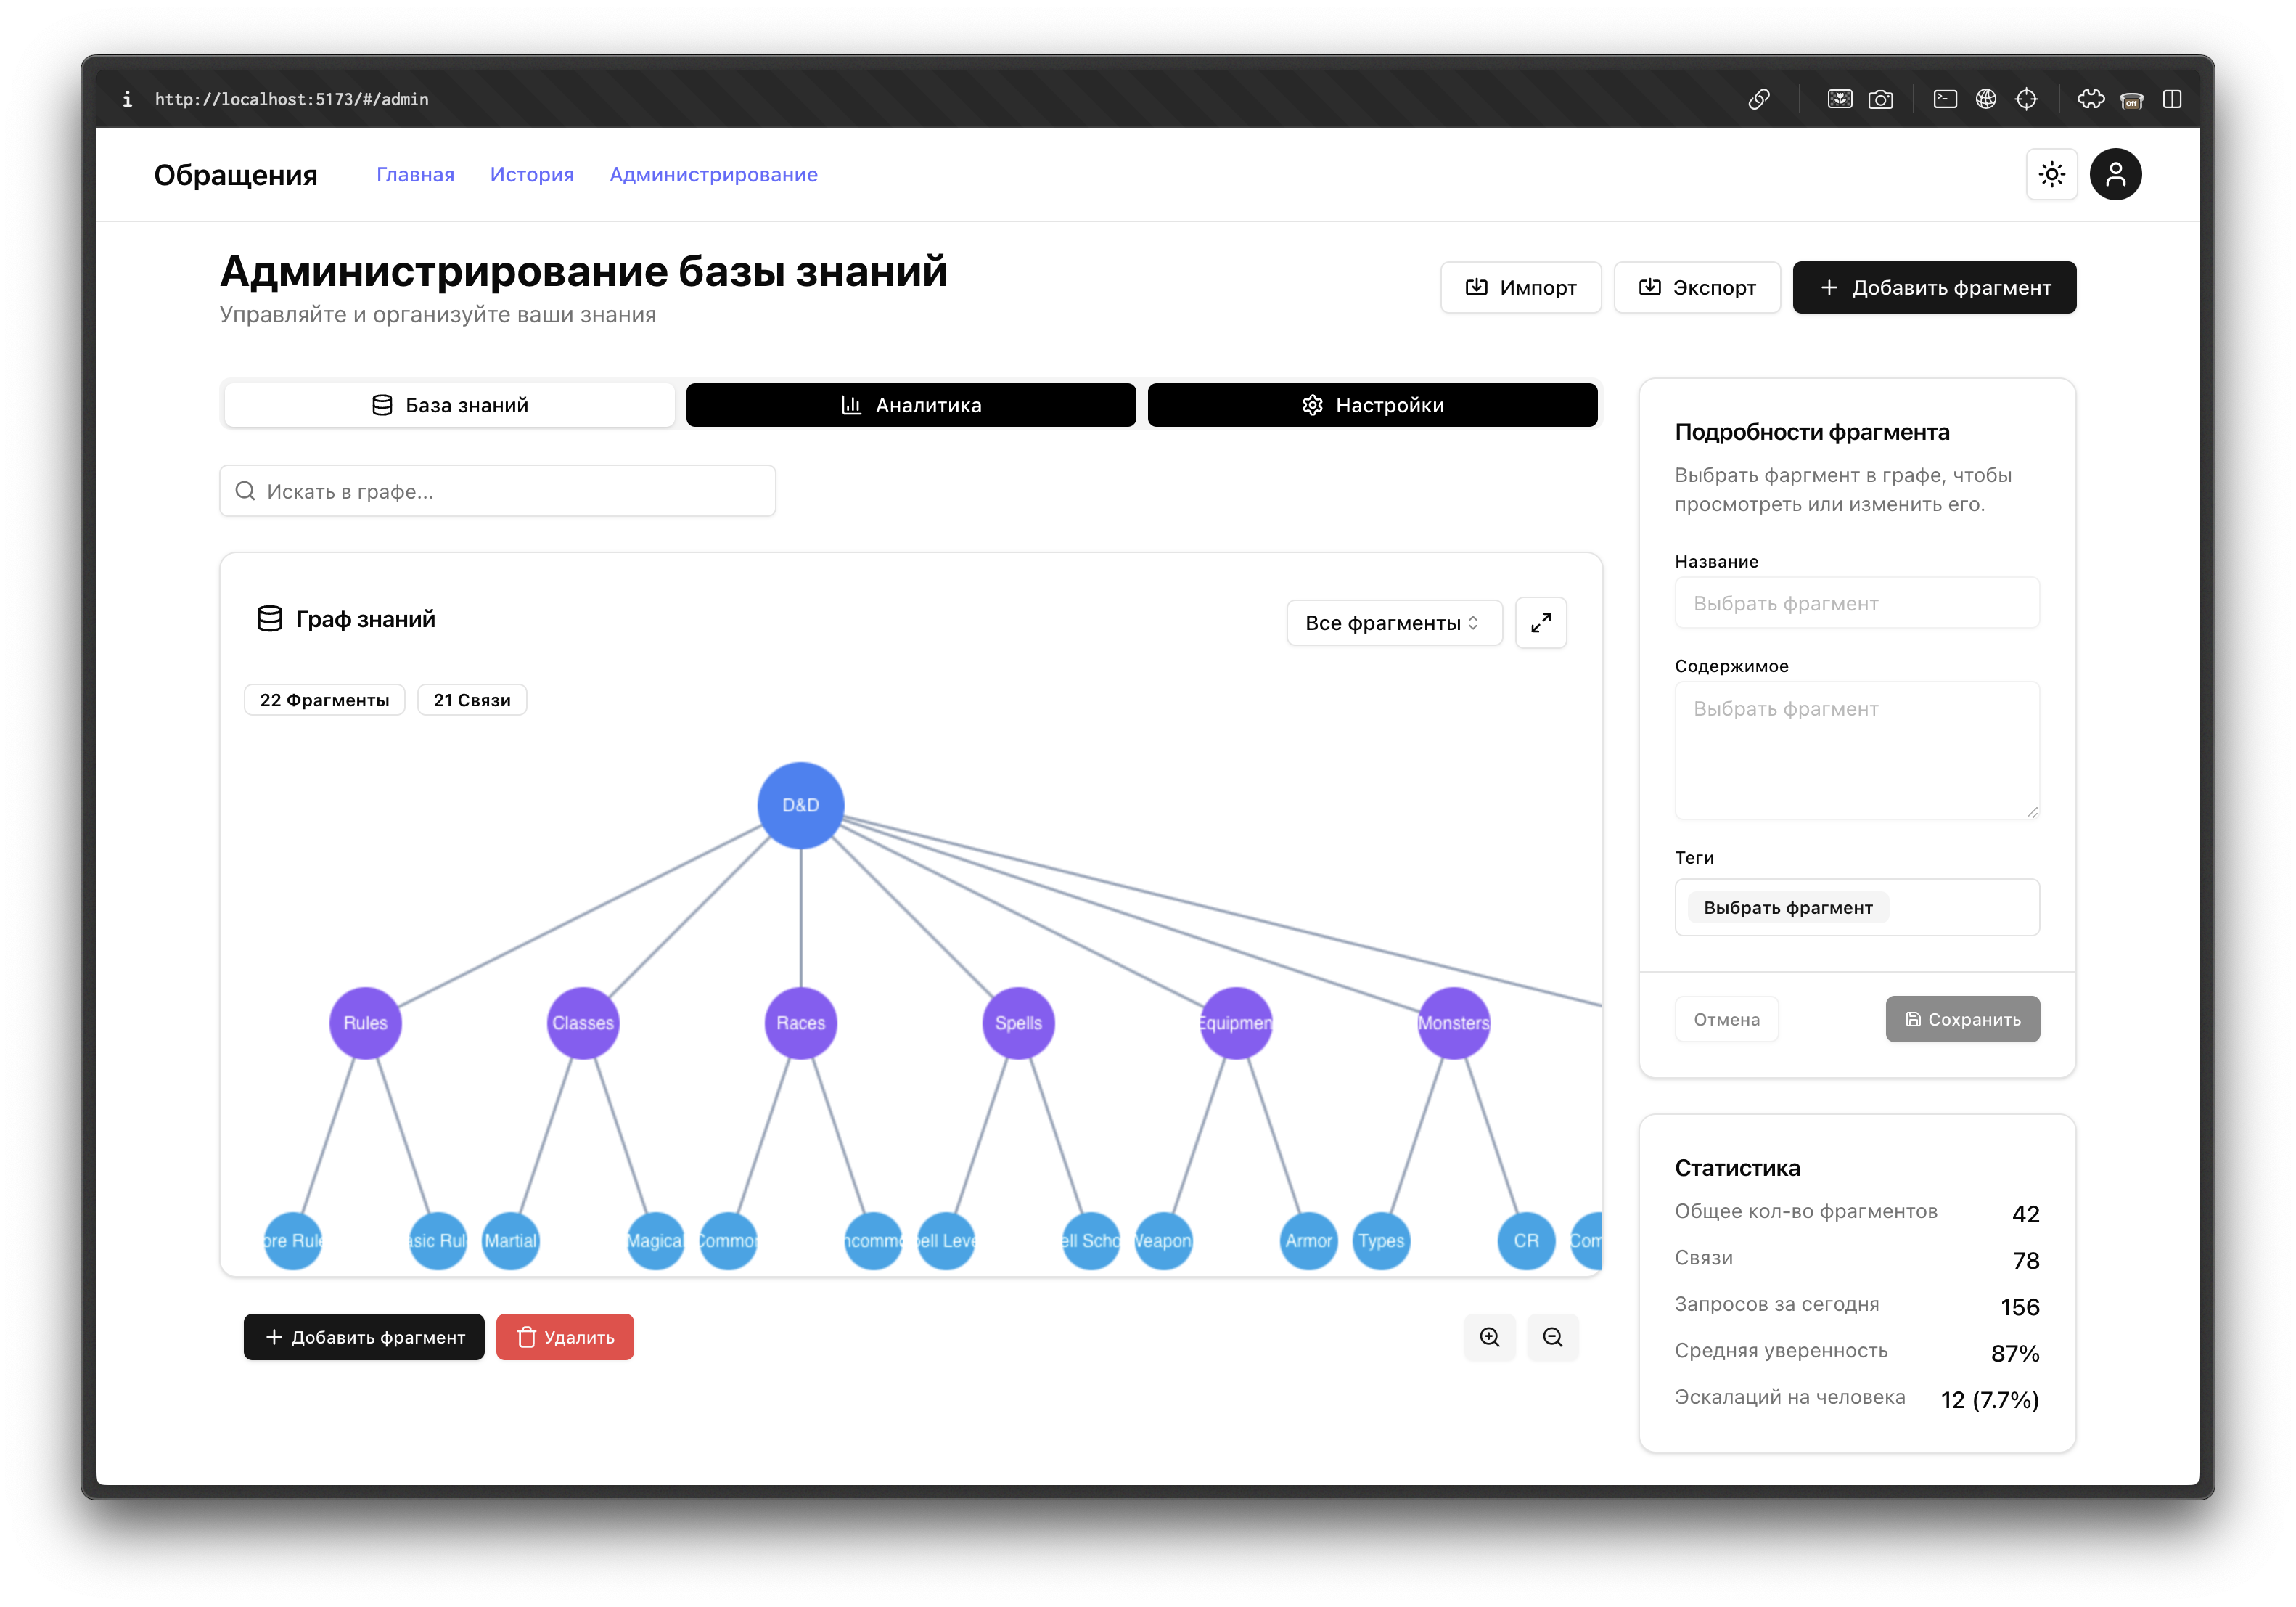 http://localhost:5173/#/admin
Off
Обращения
Главная
История
Администрирование
Администрирование базы знаний
Управляйте и организуйте ваши знания
Импорт
Экспорт
Добавить фрагмент
База знаний
Аналитика
Настройки
Искать в графе...
Граф знаний
Все фрагменты
22 Фрагменты
21 Связи
D&D
Rules
Classes
Races
Spells
Equipmen
Monsters
ore Rule
asic Rul
Martial
Magical
Common
ncommo
pell Leve
ell Scho
Weapon
Armor
Types
CR
Com
Добавить фрагмент
Удалить
Подробности фрагмента
Выбрать фаргмент в графе, чтобы
просмотреть или изменить его.
Название
Выбрать фрагмент
Содержимое
Выбрать фрагмент
Теги
Выбрать фрагмент
Отмена
Сохранить
Статистика
Общее кол-во фрагментов 42
Связи 78
Запросов за сегодня 156
Средняя уверенность 87%
Эскалаций на человека 12 (7.7%)